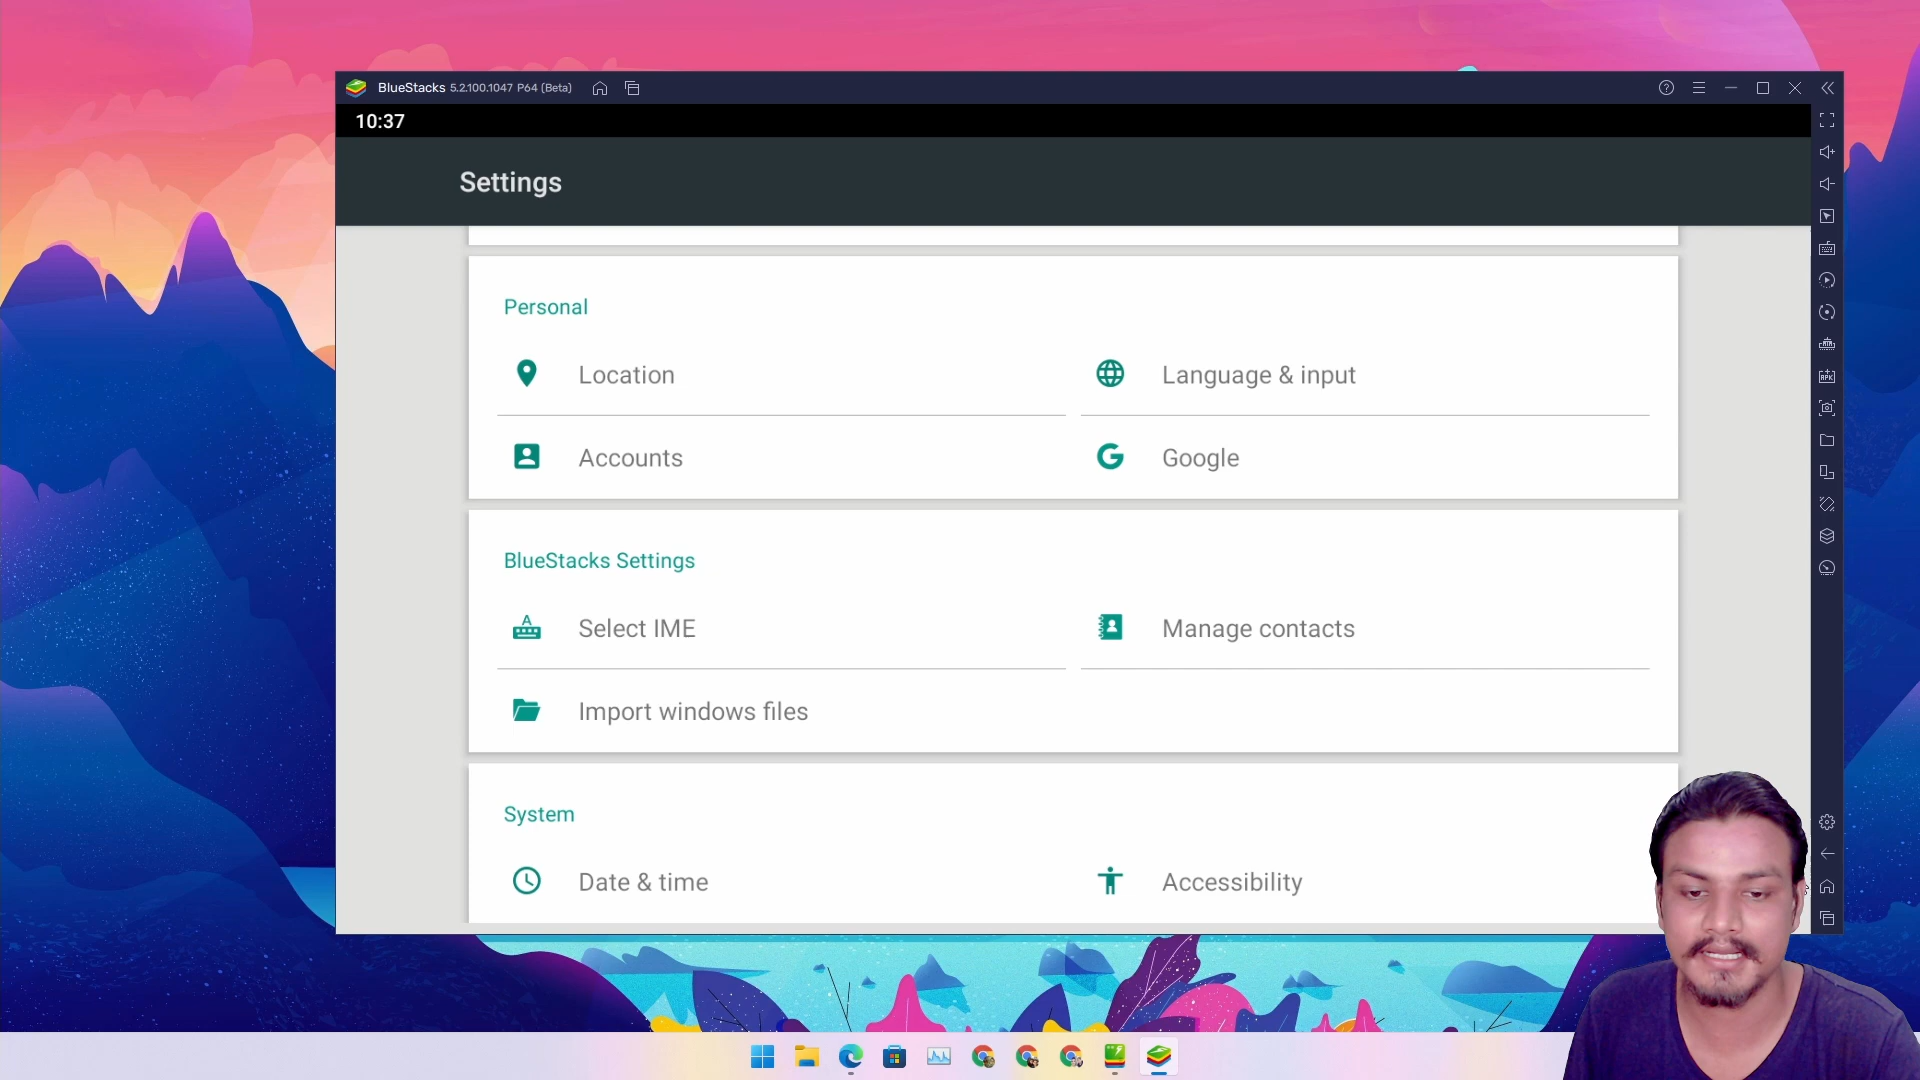 BlueStacks 5.2.100.1047 P64 (Beta)
10:37
Settings
Personal
Location
Language & input
Accounts
Google
BlueStacks Settings
Select IME
Manage contacts
Import windows files
System
Date & time
Accessibility